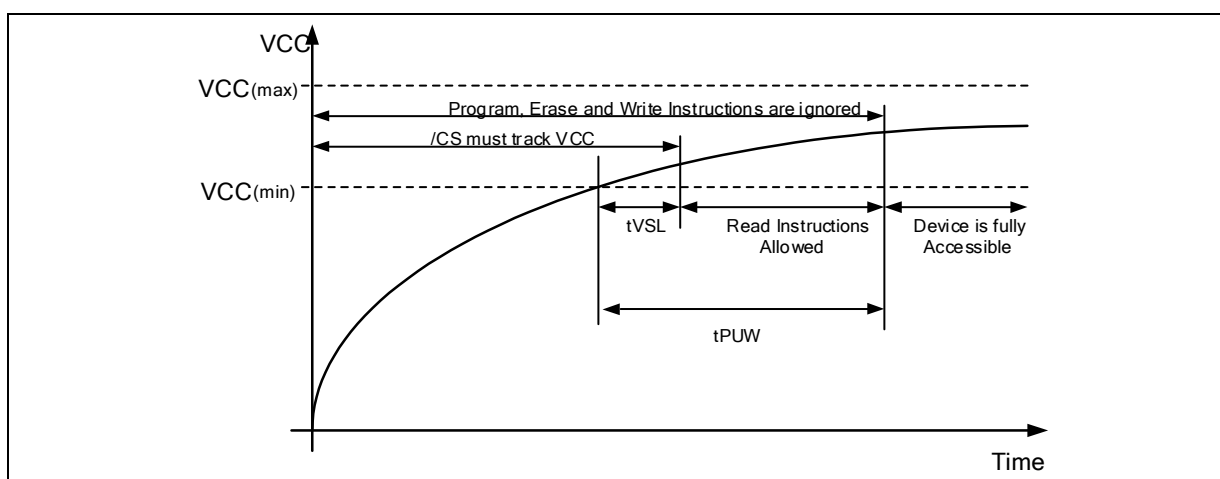 VCC
VCC(max)
Program, Erase and Write Instructions are ignored
/CS must track VCC
VCC(min)
tVSL
Read Instructions
Allowed
Device is fully
Accessible
tPUW
Time